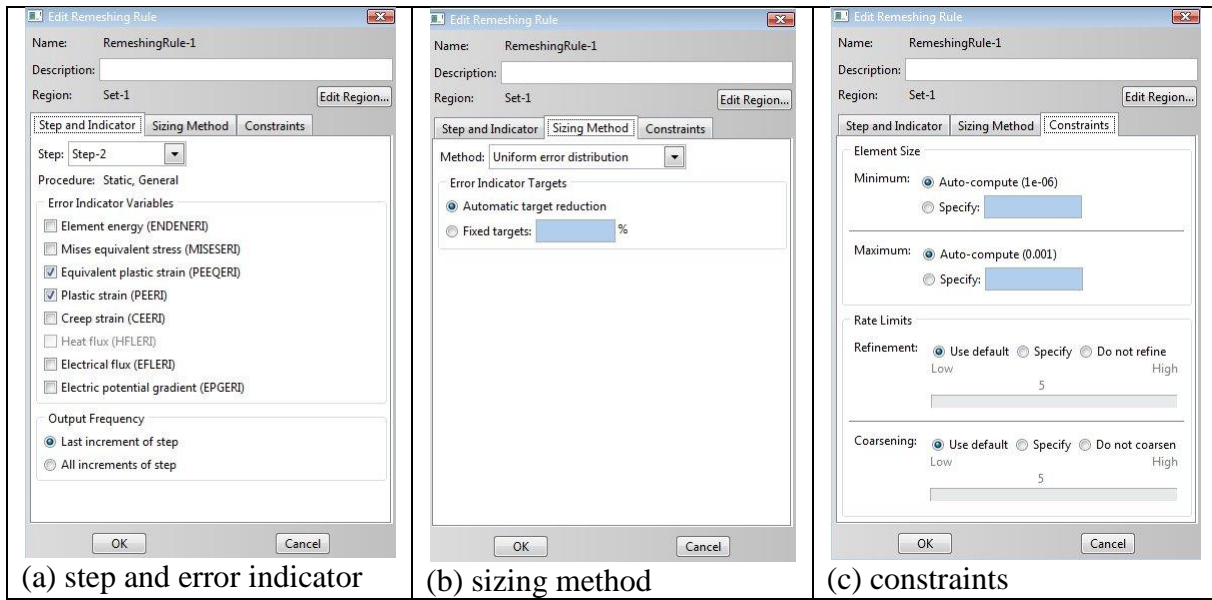 Edit Remeshing Rule
Name: RemeshingRule-1
Description:
Region: Set-1 Edit Region...
Step and Indicator Sizing Method Constraints
Step: Step-2
Procedure: Static, General
Error Indicator Variables
Element energy (ENDENERI)
Mises equivalent stress (MISESERI)
Equivalent plastic strain (PEEQERI)
Plastic strain (PEERI)
Creep strain (CEERI)
Heat flux (HFLERI)
Electrical flux (EFLERI)
Electric potential gradient (EPGERI)
Output Frequency
Last increment of step
All increments of step
OK Cancel
(a) step and error indicator
Edit Remeshing Rule
Name: RemeshingRule-1
Description:
Region: Set-1 Edit Region...
Step and Indicator Sizing Method Constraints
Method: Uniform error distribution
Error Indicator Targets
Automatic target reduction
Fixed targets: %
OK Cancel
(b) sizing method
Edit Remeshing Rule
Name: RemeshingRule-1
Description:
Region: Set-1 Edit Region...
Step and Indicator Sizing Method Constraints
Element Size
Minimum: Auto-compute (1e-06)
Specify:
Maximum: Auto-compute (0.001)
Specify:
Rate Limits
Refinement: Use default Specify Do not refine
Low High
5
Coarsening: Use default Specify Do not coarsen
Low High
5
OK Cancel
(c) constraints